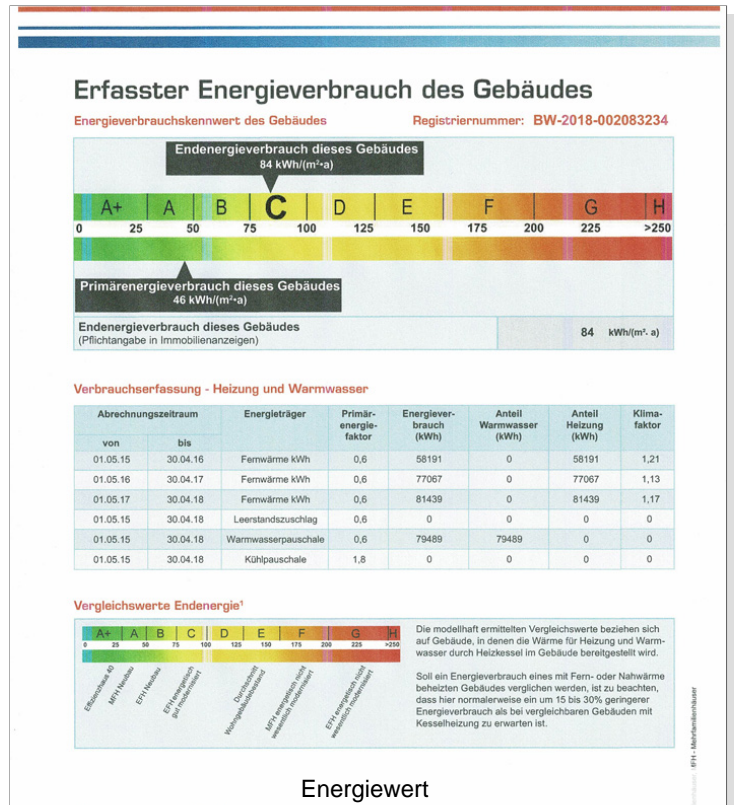 Erfasster Energieverbrauch des Gebäudes
Energieverbrauchskennwert des Gebäudes Registriernummer: BW-2018-002083234
Endenergieverbrauch dieses Gebäudes
84 kWh/(m²•a)
A+ A B C D E F G H
0 25 50 75 100 125 150 175 200 225 >250
Primärenergieverbrauch dieses Gebäudes
46 kWh/(m²•a)
Endenergieverbrauch dieses Gebäudes
(Pflichtangabe in Immobilienanzeigen)
84 kWh/(m². a)
Verbrauchserfassung - Heizung und Warmwasser
Abrechnungszeitraum Energieträger Primär-energie-faktor Energiever-brauch (kWh) Anteil Warmwasser (kWh) Anteil Heizung (kWh) Klima-faktor
von bis
01.05.15 30.04.16 Fernwärme kWh 0,6 58191 0 58191 1,21
01.05.16 30.04.17 Fernwärme kWh 0,6 77067 0 77067 1,13
01.05.17 30.04.18 Fernwärme kWh 0,6 81439 0 81439 1,17
01.05.15 30.04.18 Leerstandszuschlag 0,6 0 0 0 0
01.05.15 30.04.18 Warmwasserpauschale 0,6 79489 79489 0 0
01.05.15 30.04.18 Kühlpauschale 1,8 0 0 0 0
Vergleichswerte Endenergie¹
A+ A B C D E F G H
0 25 50 75 100 125 150 175 200 225 >250
Effizienzhaus 40
MFH Neubau
EFH Neubau
EFH energetisch
gut modernisiert
Durchschnitt
Wohngebäudebestand
MFH energetisch nicht
wesentlich modernisiert
EFH energetisch nicht
wesentlich modernisiert
Die modellhaft ermittelten Vergleichswerte beziehen sich
auf Gebäude, in denen die Wärme für Heizung und Warm-
wasser durch Heizkessel im Gebäude bereitgestellt wird.
Soll ein Energieverbrauch eines mit Fern- oder Nahwärme
beheizten Gebäudes verglichen werden, ist zu beachten,
dass hier normalerweise ein um 15 bis 30% geringerer
Energieverbrauch als bei vergleichbaren Gebäuden mit
Kesselheizung zu erwarten ist.
MFH - Mehrfamilienhäuser
Energiewert